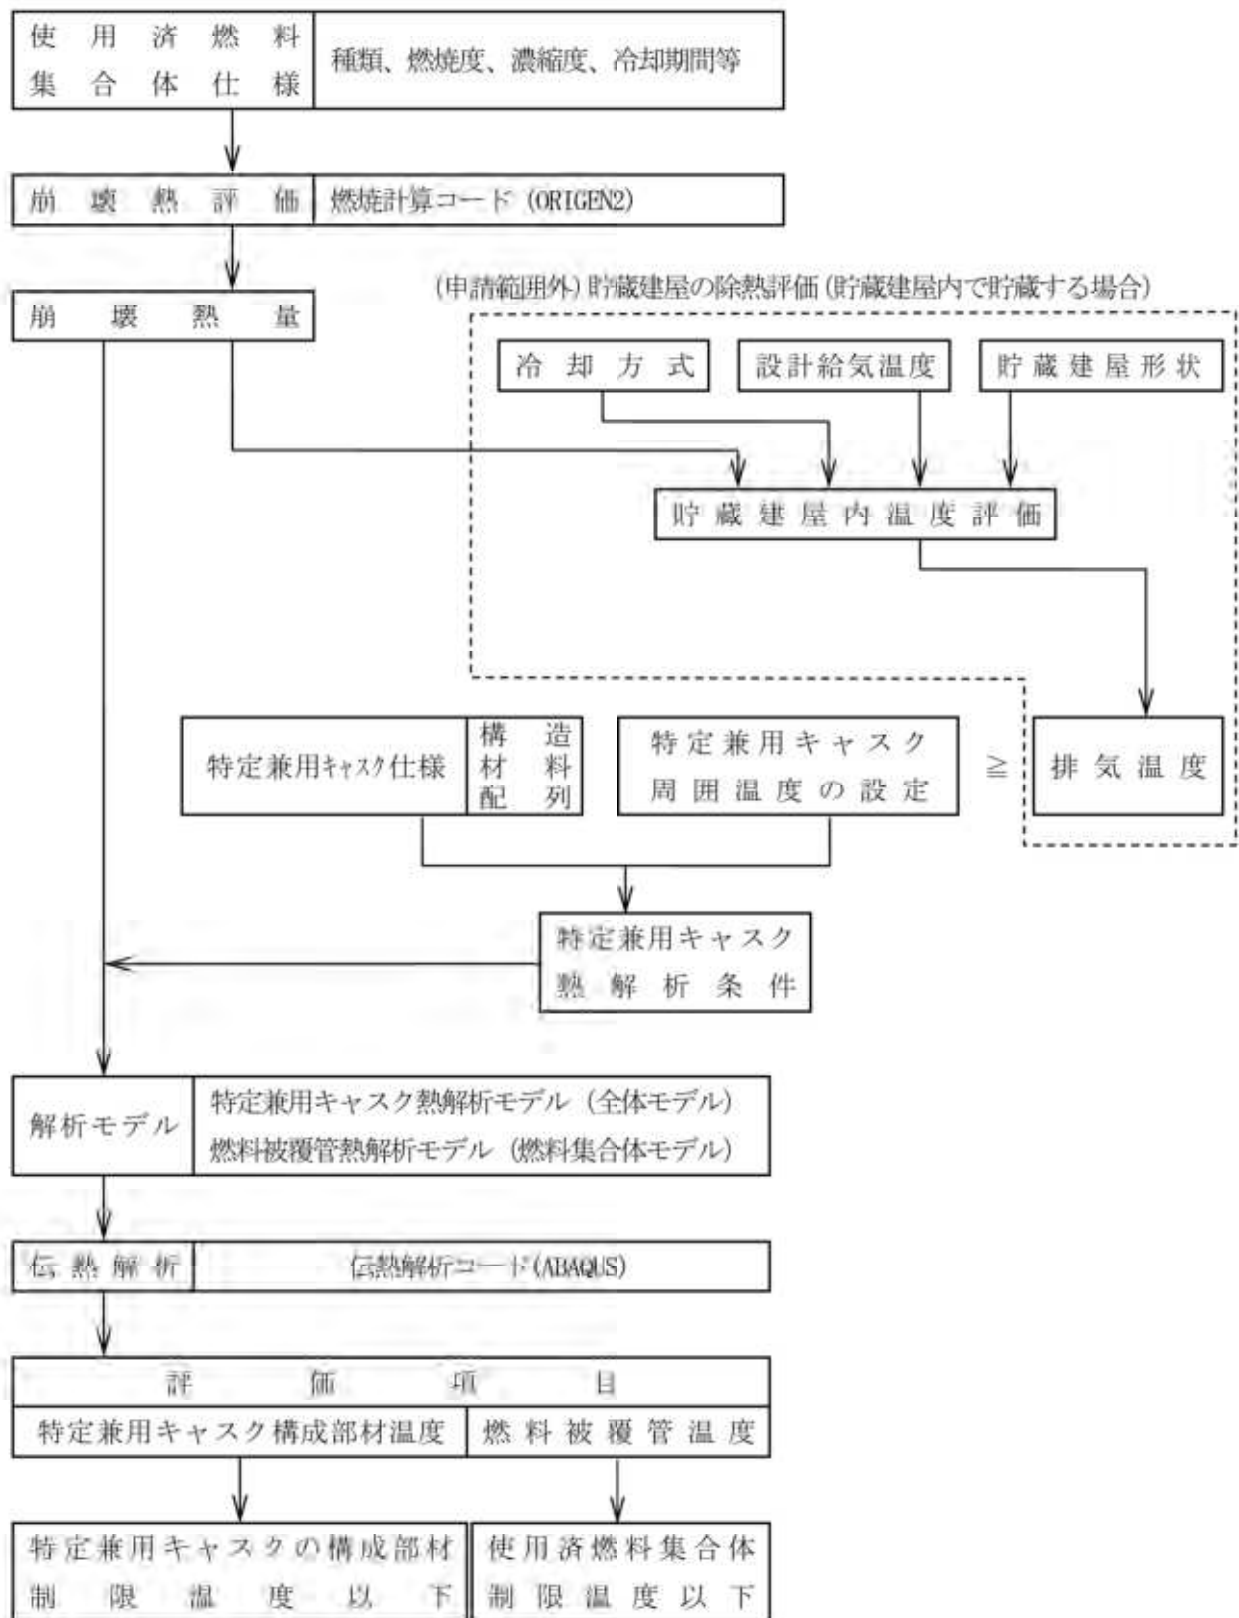 使用済燃料
集合体仕様
種類、燃焼度、濃縮度、冷却期間等
崩壊熱評価
燃焼計算コード(ORIGEN2)
崩壊熱量
(申請範囲外)貯蔵建屋の除熱評価(貯蔵建屋内で貯蔵する場合)
冷却方式
設計給気温度
貯蔵建屋形状
貯蔵建屋内温度評価
特定兼用キャスク仕様
構造
材料
配列
特定兼用キャスク
周囲温度の設定
≧
排気温度
特定兼用キャスク
熱解析条件
解析モデル
特定兼用キャスク熱解析モデル(全体モデル)
燃料被覆管熱解析モデル(燃料集合体モデル)
伝熱解析
伝熱解析コード(ABAQUS)
評価項目
特定兼用キャスク構成部材温度
燃料被覆管温度
特定兼用キャスクの構成部材
制限温度以下
使用済燃料集合体
制限温度以下